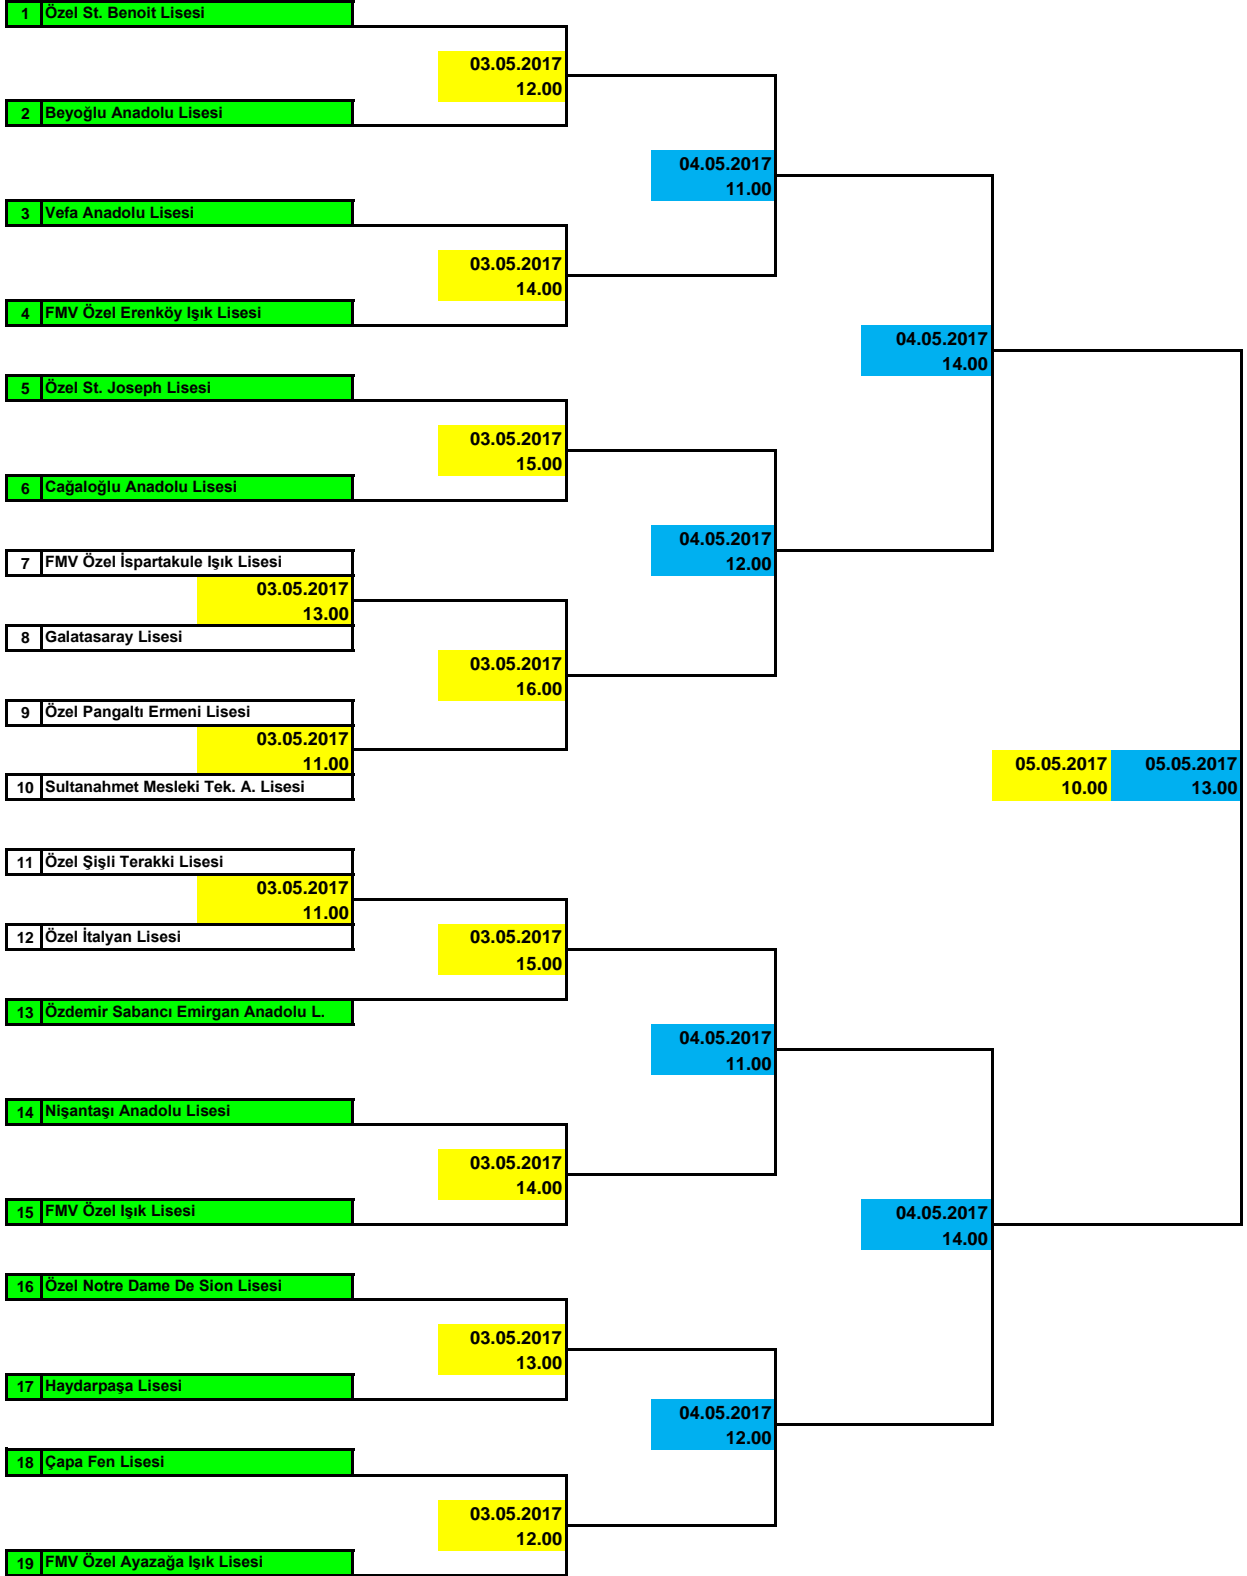 1 Özel St. Benoit Lisesi
03.05.2017
12.00
2 Beyoğlu Anadolu Lisesi
04.05.2017
11.00
3 Vefa Anadolu Lisesi
03.05.2017
14.00
4 FMV Özel Erenköy Işık Lisesi
04.05.2017
14.00
5 Özel St. Joseph Lisesi
03.05.2017
15.00
6 Cağaloğlu Anadolu Lisesi
04.05.2017
12.00
7 FMV Özel İspartakule Işık Lisesi
03.05.2017
13.00
8 Galatasaray Lisesi
03.05.2017
16.00
9 Özel Pangaltı Ermeni Lisesi
03.05.2017
11.00
10 Sultanahmet Mesleki Tek. A. Lisesi
05.05.2017 05.05.2017
10.00 13.00
11 Özel Şişli Terakki Lisesi
03.05.2017
11.00
12 Özel İtalyan Lisesi
03.05.2017
15.00
13 Özdemir Sabancı Emirgan Anadolu L.
04.05.2017
11.00
14 Nişantaşı Anadolu Lisesi
03.05.2017
14.00
15 FMV Özel Işık Lisesi
04.05.2017
14.00
16 Özel Notre Dame De Sion Lisesi
03.05.2017
13.00
17 Haydarpaşa Lisesi
04.05.2017
12.00
18 Çapa Fen Lisesi
03.05.2017
12.00
19 FMV Özel Ayazağa Işık Lisesi